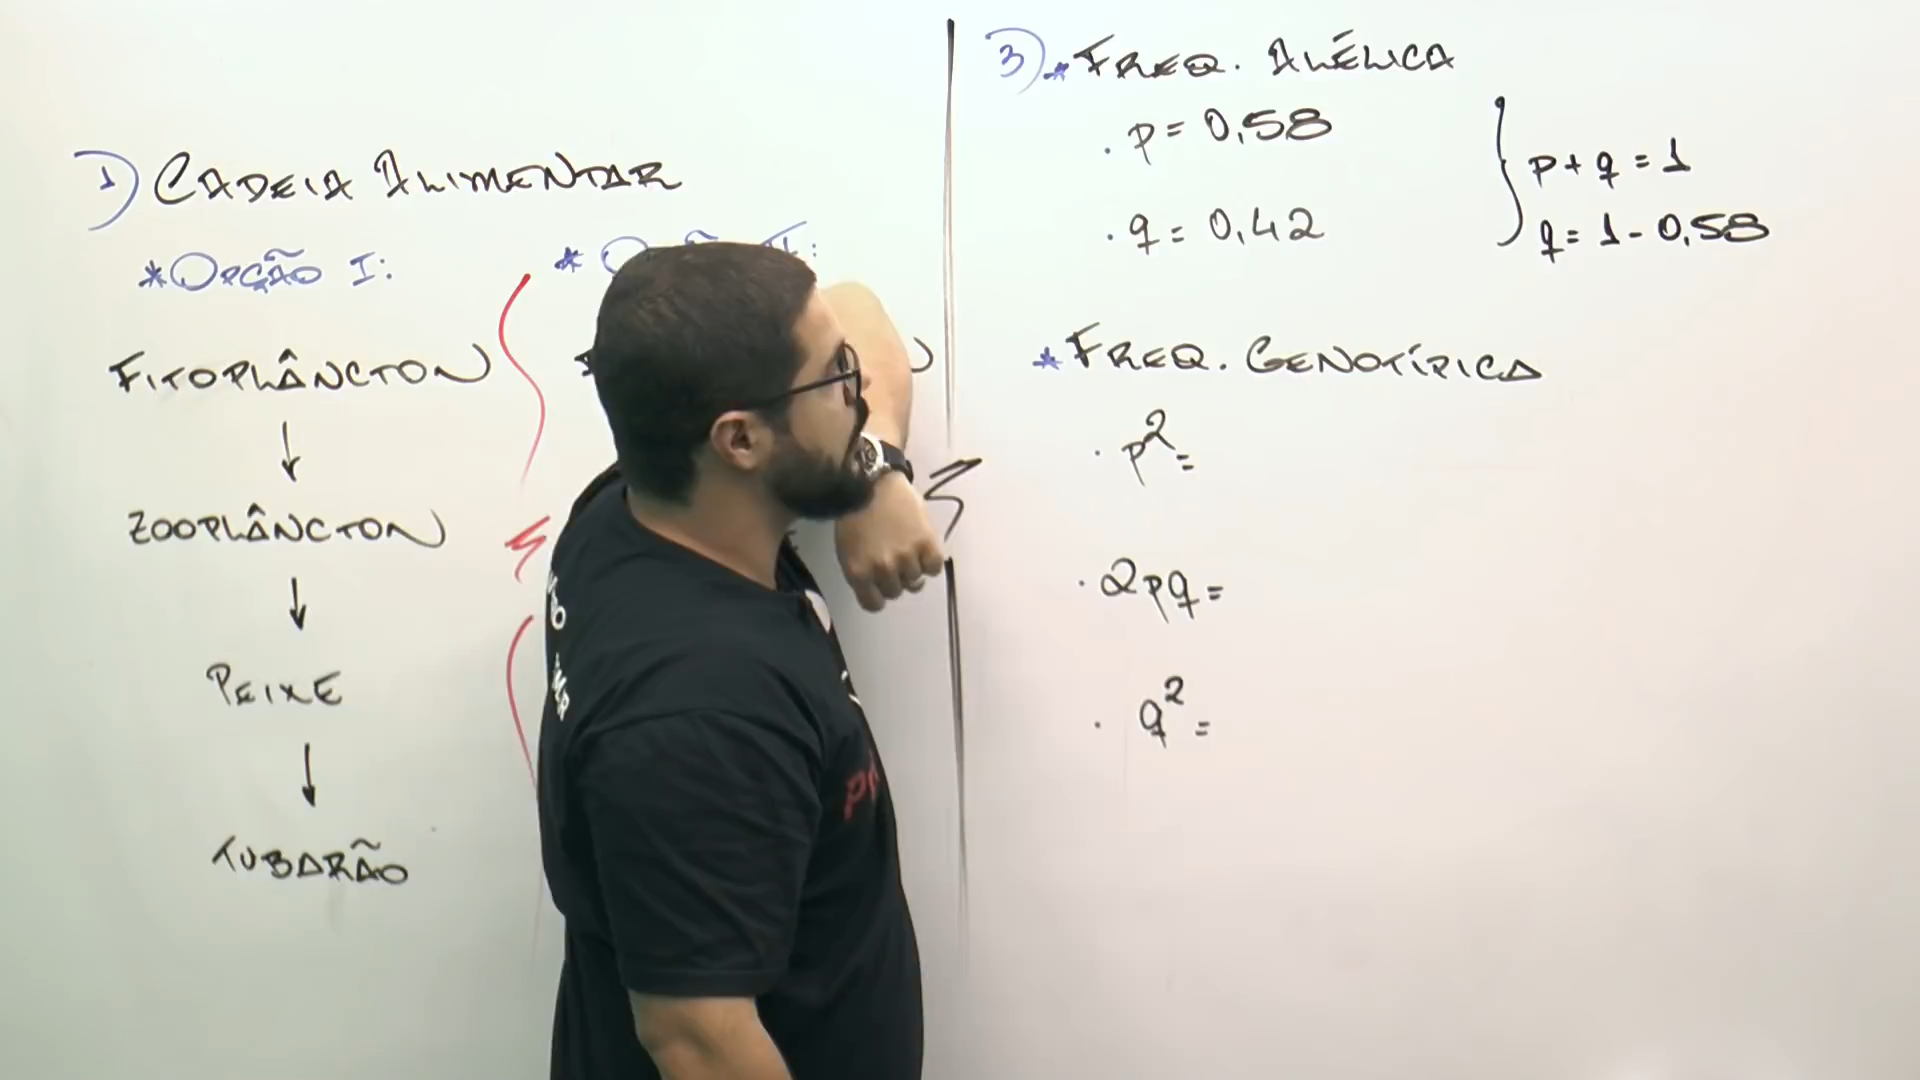 1) CADEIA ALIMENTAR
*OPÇÃO I:
FITOPLÂNCTON
↓
ZOOPLÂNCTON
↓
PEIXE
↓
TUBARÃO
3) * FREQ. ALÉLICA
. p = 0,58
. q = 0,42
p + q = 1
q = 1 - 0,58
* FREQ. GENOTÍPICA
. p² =
. 2pq =
. q² =